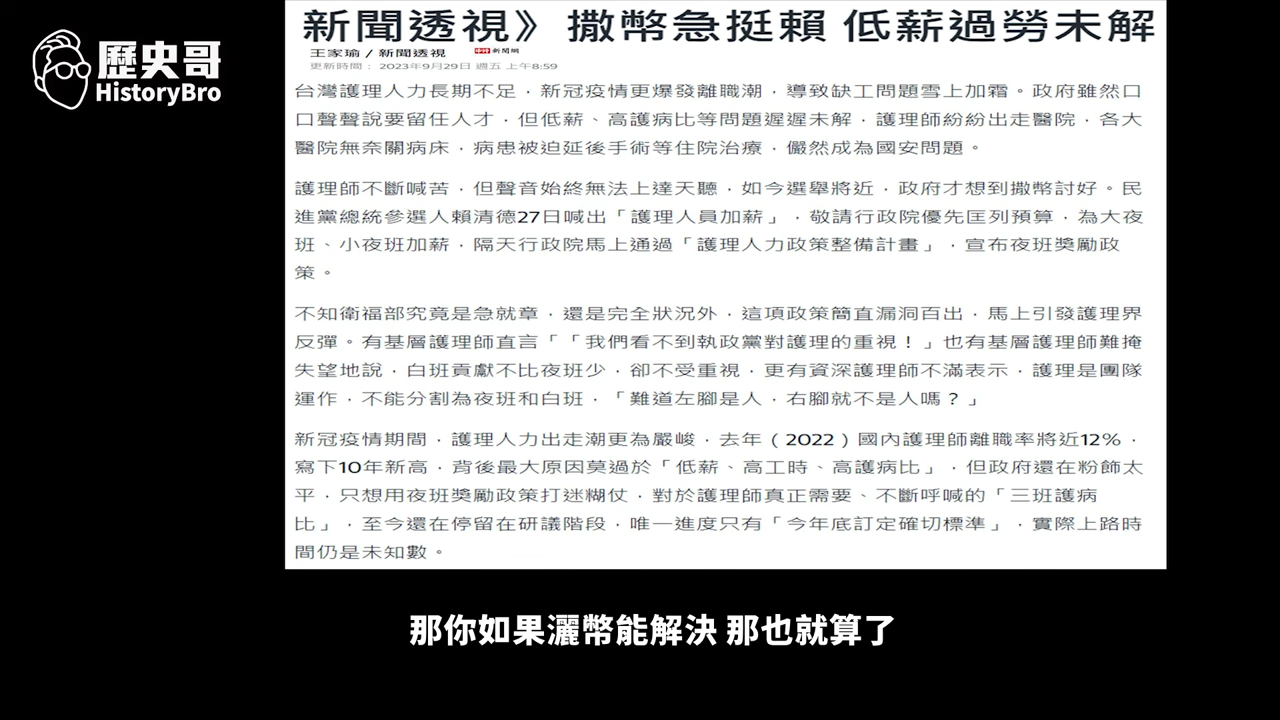 歷史哥
HistoryBro
新聞透視》撒幣急挺賴 低薪過勞未解
王家瑜 / 新聞透視 中時 新聞網
更新時間： 2023年9月29日 週五 上午8:59
台灣護理人力長期不足，新冠疫情更爆發離職潮，導致缺工問題雪上加霜。政府雖然口
口聲聲說要留任人才，但低薪、高護病比等問題遲遲未解，護理師紛紛出走醫院，各大
醫院無奈關病床，病患被迫延後手術等住院治療，儼然成為國安問題。
護理師不斷喊苦，但聲音始終無法上達天聽，如今選舉將近，政府才想到撒幣討好。民
進黨總統參選人賴清德27日喊出「護理人員加薪」，敬請行政院優先匡列預算，為大夜
班、小夜班加薪，隔天行政院馬上通過「護理人力政策整備計畫」，宣布夜班獎勵政
策。
不知衛福部究竟是急就章，還是完全狀況外，這項政策簡直漏洞百出，馬上引發護理界
反彈。有基層護理師直言「「我們看不到執政黨對護理的重視！」也有基層護理師難掩
失望地說，白班貢獻不比夜班少，卻不受重視，更有資深護理師不滿表示，護理是團隊
運作，不能分割為夜班和白班，「難道左腳是人，右腳就不是人嗎？」
新冠疫情期間，護理人力出走潮更為嚴峻，去年（2022）國內護理師離職率將近12%，
寫下10年新高，背後最大原因莫過於「低薪、高工時、高護病比」，但政府還在粉飾太
平，只想用夜班獎勵政策打迷糊仗，對於護理師真正需要、不斷呼喊的「三班護病
比」，至今還在停留在研議階段，唯一進度只有「今年底訂定確切標準」，實際上路時
間仍是未知數。
那你如果灑幣能解決 那也就算了